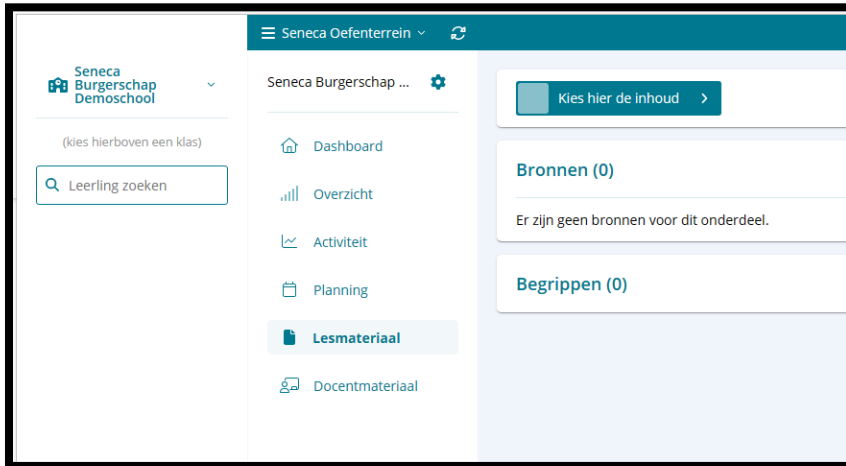 Seneca
Burgerschap
Demoschool
(kies hierboven een klas)
Leerling zoeken
Seneca Oefenterrein
Seneca Burgerschap ...
Dashboard
Overzicht
Activiteit
Planning
Lesmateriaal
Docentmateriaal
Kies hier de inhoud
Bronnen (0)
Er zijn geen bronnen voor dit onderdeel.
Begrippen (0)